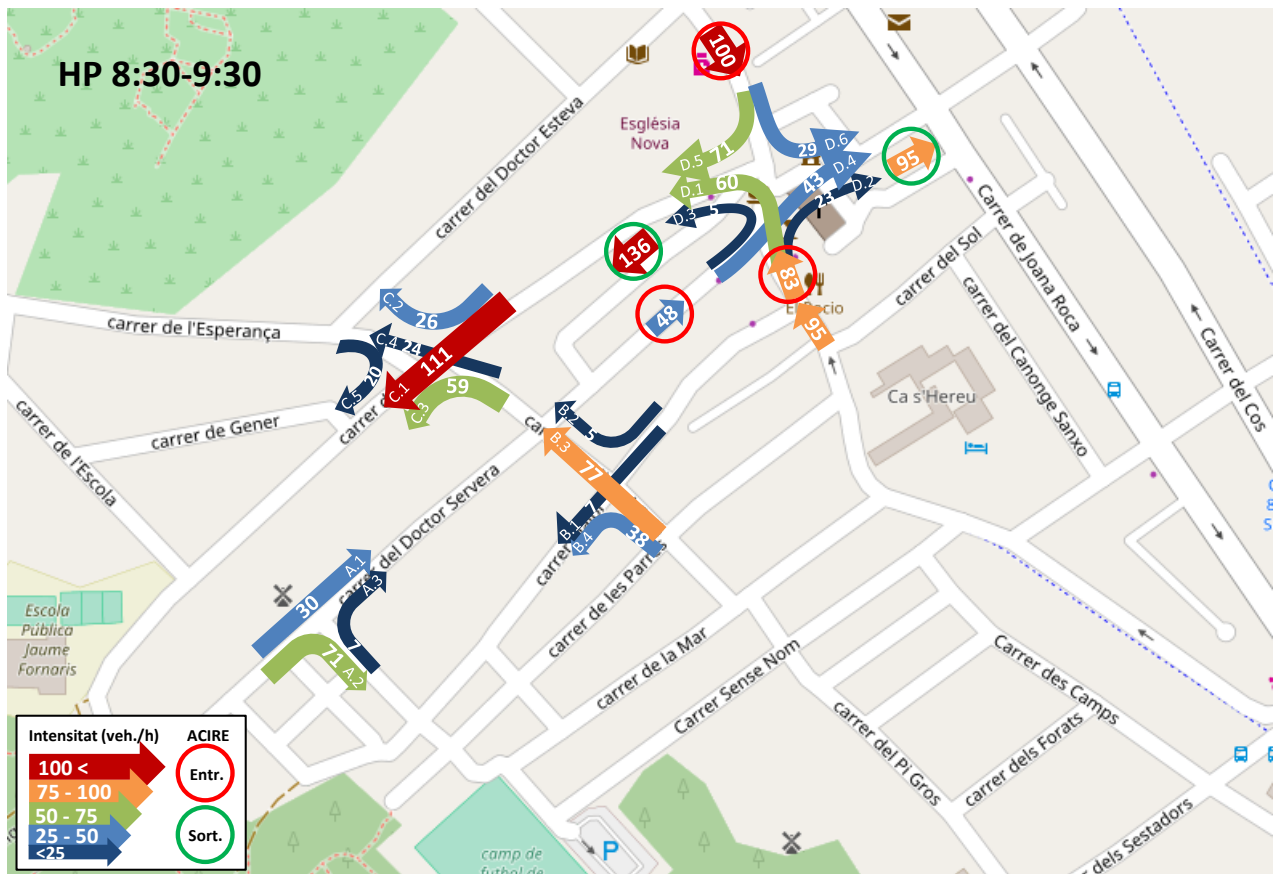 HP 8:30-9:30
100
Església
Nova
carrer del Doctor Esteva
71
D.5
29
D.6
D.4
43
D.1
60
D.3
5
23
D.2
95
136
48
83
95
carrer del Sol
Carrer de Joana Roca
carrer del Canonge Sanxo
Carrer del Cos
Ca s'Hereu
carrer de l'Esperança
C.2
26
C.4
24
111
C.1
20
C.5
59
C.3
carrer de Gener
carrer de l'Escola
carrer del Doctor Servera
B.2
5
B.3
77
7
B.1
B.4
38
carrer de les Parres
30
A.1
A.3
7
71
A.2
Escola
Pública
Jaume
Fornaris
carrer de la Mar
Carrer Sense Nom
carrer del Pi Gros
Carrer des Camps
carrer dels Forats
dels Sestadors
camp de
futbol de
P
Intensitat (veh./h)
ACIRE
100 <
75 - 100
50 - 75
25 - 50
<25
Entr.
Sort.